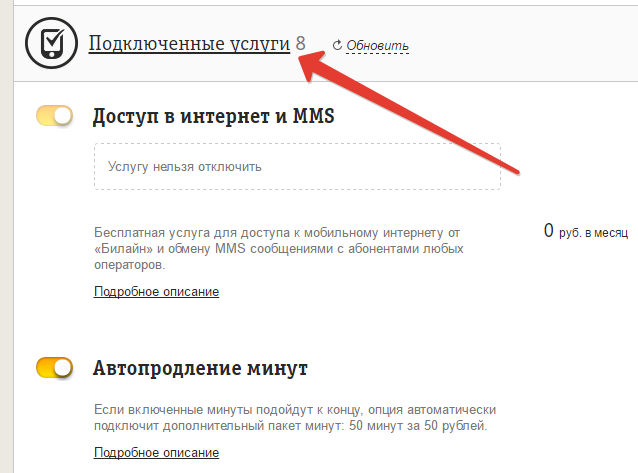 Подключенные услуги 8 Обновить
Доступ в интернет и MMS
Услугу нельзя отключить
Бесплатная услуга для доступа к мобильному интернету от
«Билайн» и обмену MMS сообщениями с абонентами любых
операторов.
0 руб. в месяц
Подробное описание
Автопродление минут
Если включенные минуты подойдут к концу, опция автоматически
подключит дополнительный пакет минут: 50 минут за 50 рублей.
Подробное описание